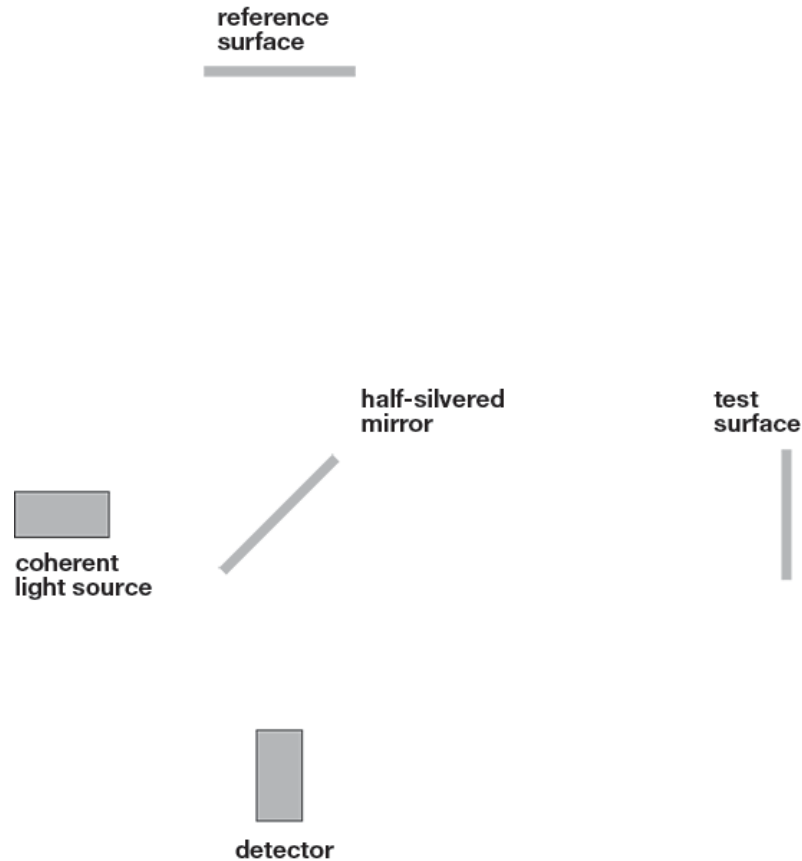 reference
surface
half-silvered
mirror
test
surface
coherent
light source
detector